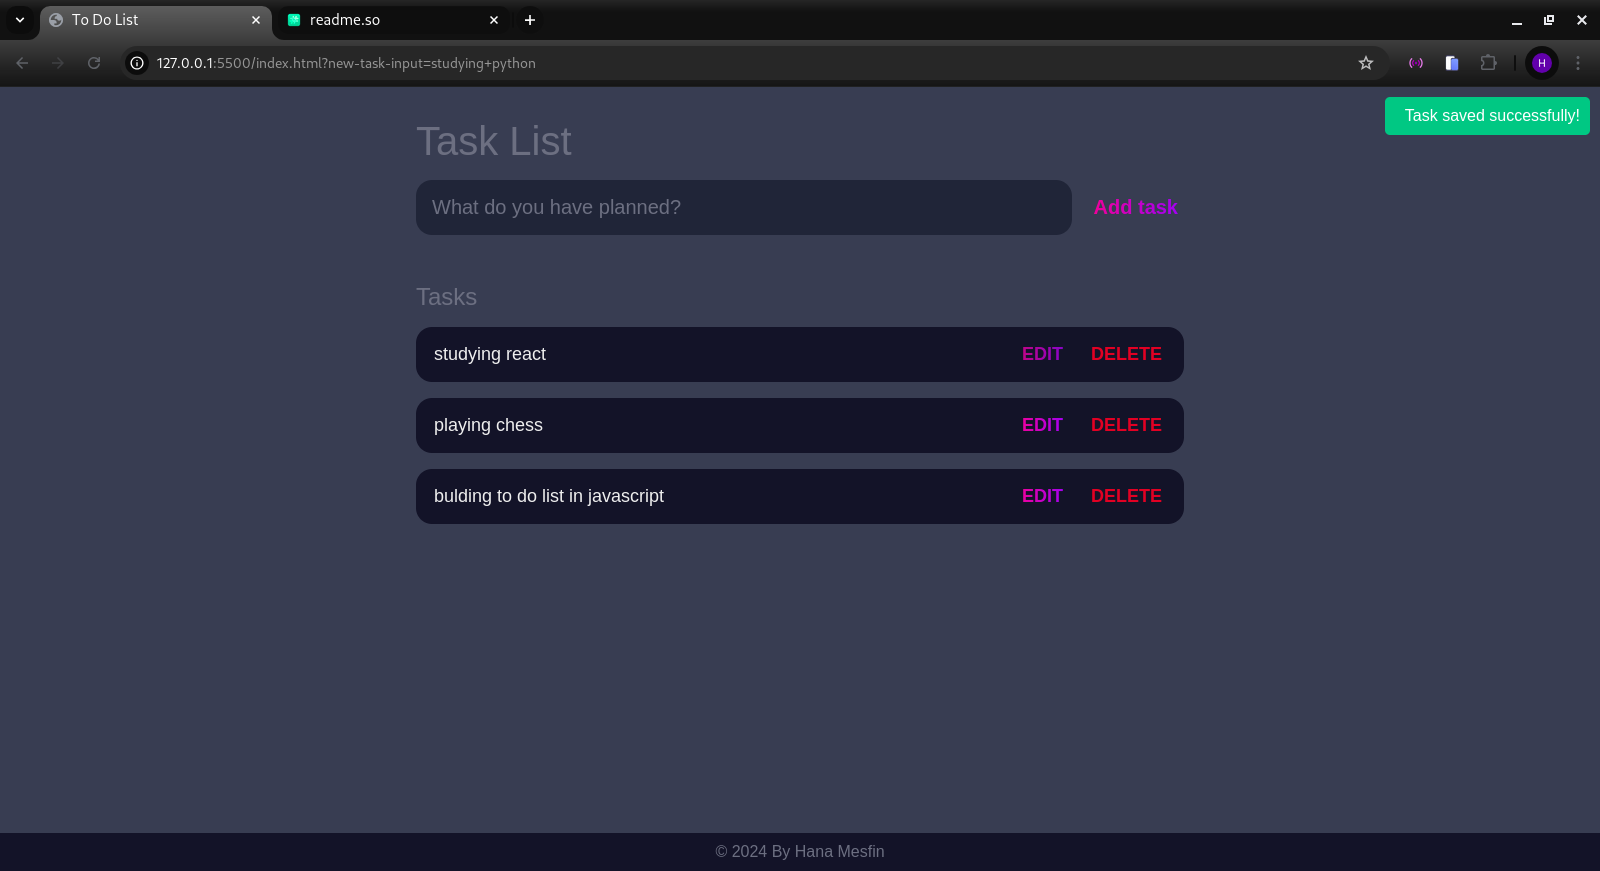 To Do List
readme.so
127.0.0.1:5500/index.html?new-task-input=studying+python
H
Task saved successfully!
Task List
What do you have planned?
Add task
Tasks
studying react EDIT DELETE
playing chess EDIT DELETE
bulding to do list in javascript EDIT DELETE
© 2024 By Hana Mesfin